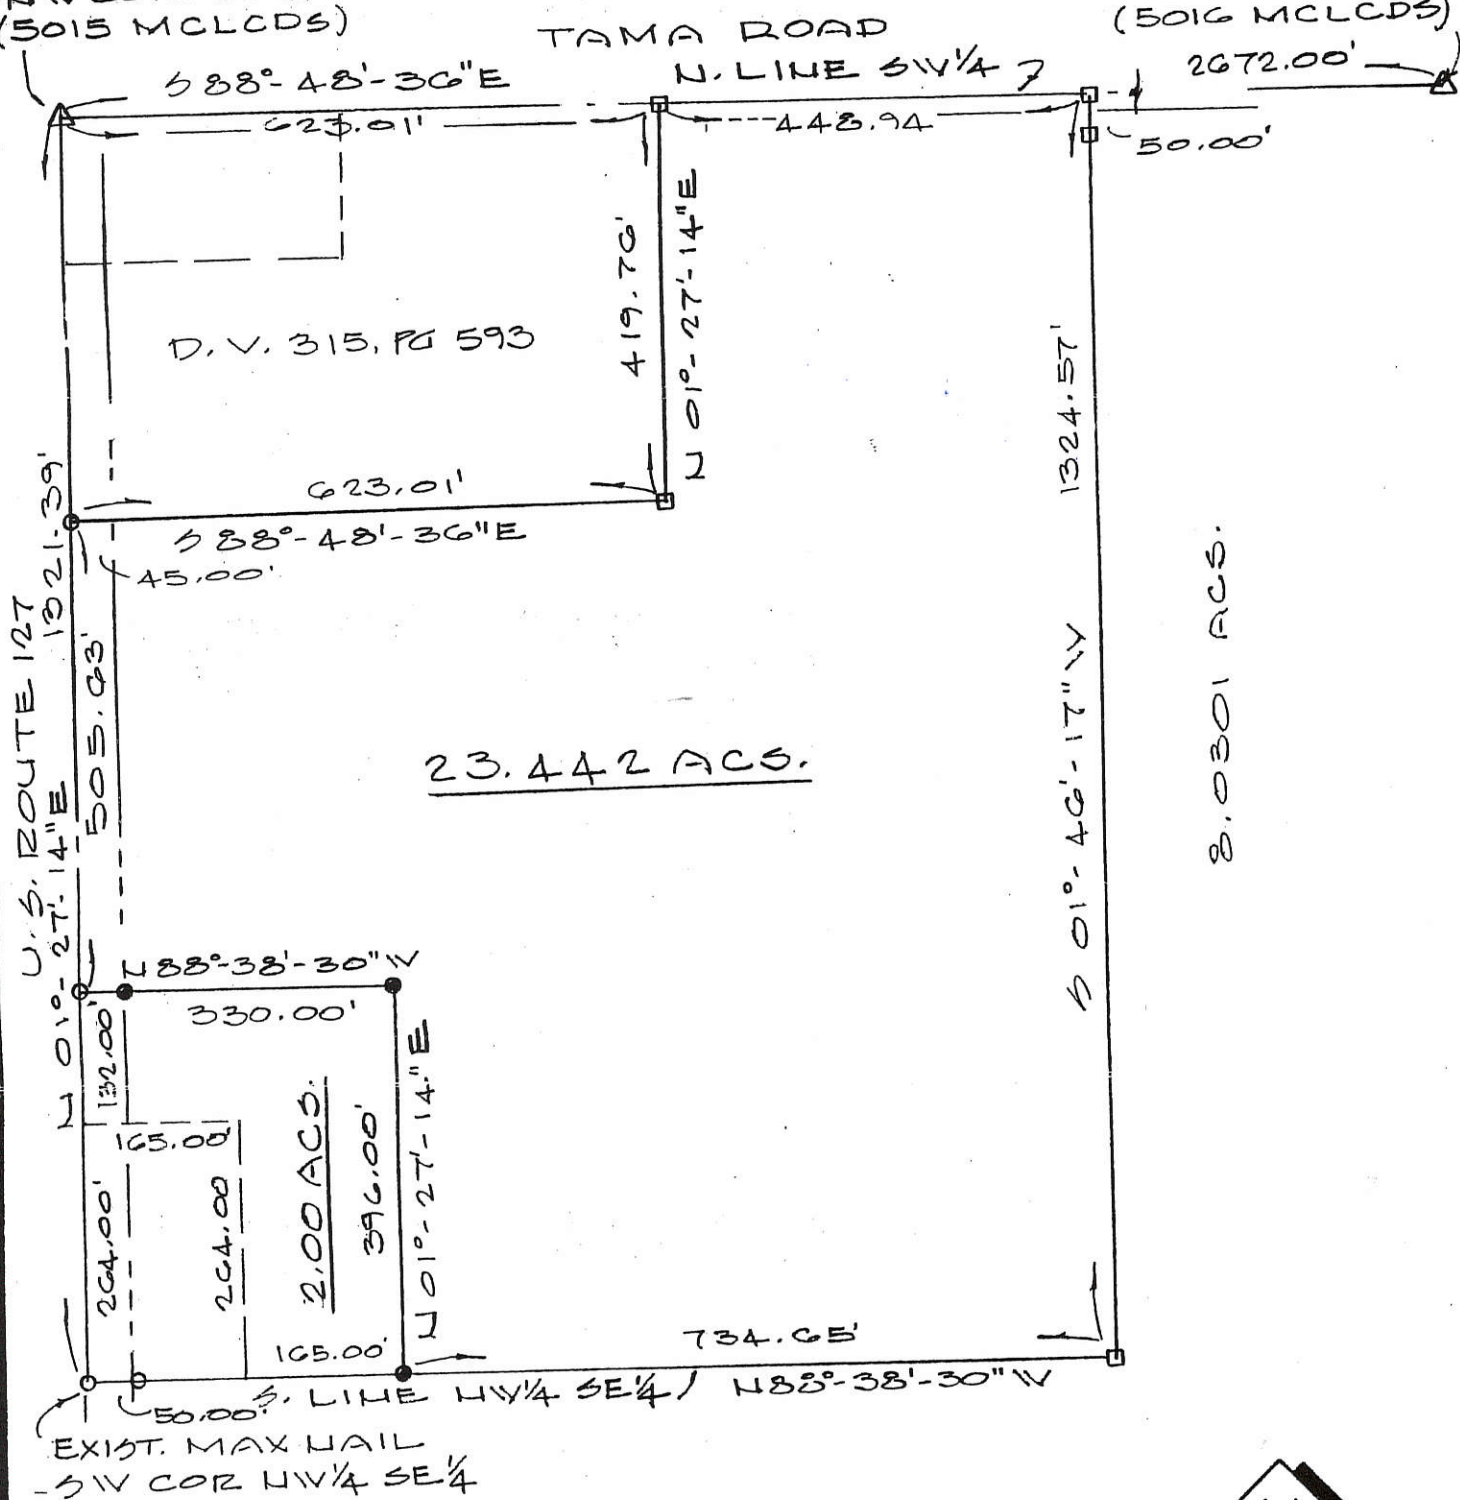 (5015 MCLCDS)
TAMA ROAD
(5016 MCLCDS)
S 88°-48'-36"E
N. LINE SW1/4
2672.00'
623.01'
448.94
50.00'
419.76'
N 01°-27'-14"E
D.V. 315, PG 593
1324.57'
623.01'
S 88°-48'-36"E
45.00'
1321.39'
U.S. ROUTE 127
N 01°-27'-14"E
505.63'
8.0301 ACS.
S 01°-46'-17"W
23.442 ACS.
N88°-38'-30"W
330.00'
132.00'
165.00'
2.00 ACS.
396.00'
N 01°-27'-14"E
264.00'
264.00
165.00'
734.65'
S. LINE NW1/4 SE1/4
N88°-38'-30"W
50.00'
EXIST. MAX NAIL
-SW COR NW1/4 SE1/4